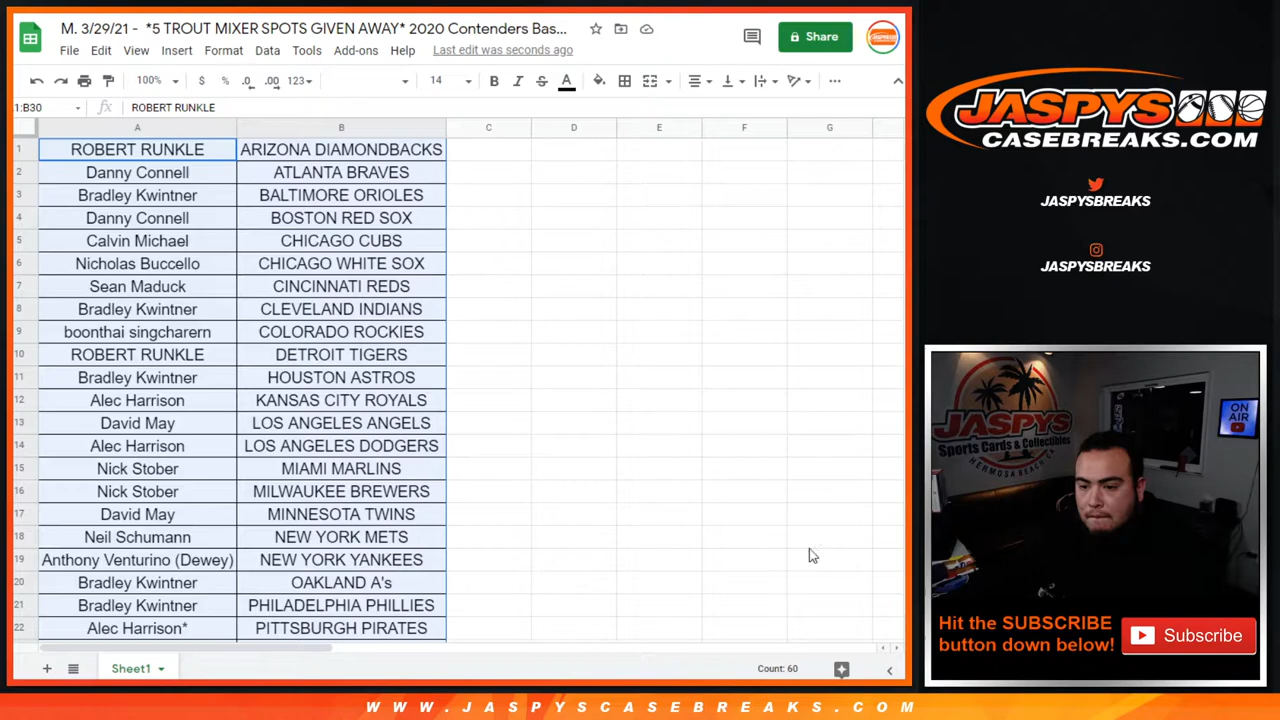 M. 3/29/21 - *5 TROUT MIXER SPOTS GIVEN AWAY* 2020 Contenders Bas...
Share
File Edit View Insert Format Data Tools Add-ons Help Last edit was seconds ago
100% $ % .0 .00 123 14 B I S A
1:B30 fx ROBERT RUNKLE
A B C D E F G
1 ROBERT RUNKLE ARIZONA DIAMONDBACKS
2 Danny Connell ATLANTA BRAVES
3 Bradley Kwintner BALTIMORE ORIOLES
4 Danny Connell BOSTON RED SOX
5 Calvin Michael CHICAGO CUBS
6 Nicholas Buccello CHICAGO WHITE SOX
7 Sean Maduck CINCINNATI REDS
8 Bradley Kwintner CLEVELAND INDIANS
9 boonthai singcharern COLORADO ROCKIES
10 ROBERT RUNKLE DETROIT TIGERS
11 Bradley Kwintner HOUSTON ASTROS
12 Alec Harrison KANSAS CITY ROYALS
13 David May LOS ANGELES ANGELS
14 Alec Harrison LOS ANGELES DODGERS
15 Nick Stober MIAMI MARLINS
16 Nick Stober MILWAUKEE BREWERS
17 David May MINNESOTA TWINS
18 Neil Schumann NEW YORK METS
19 Anthony Venturino (Dewey) NEW YORK YANKEES
20 Bradley Kwintner OAKLAND A's
21 Bradley Kwintner PHILADELPHIA PHILLIES
22 Alec Harrison* PITTSBURGH PIRATES
Sheet1 Count: 60
JASPYS
CASEBREAKS.COM
JASPYSBREAKS
JASPYSBREAKS
JASPYS
Sports Cards & Collectibles
HERMOSA BEACH
ON AIR
Hit the SUBSCRIBE
button down below!
Subscribe
WWW.JASPYSCASEBREAKS.COM